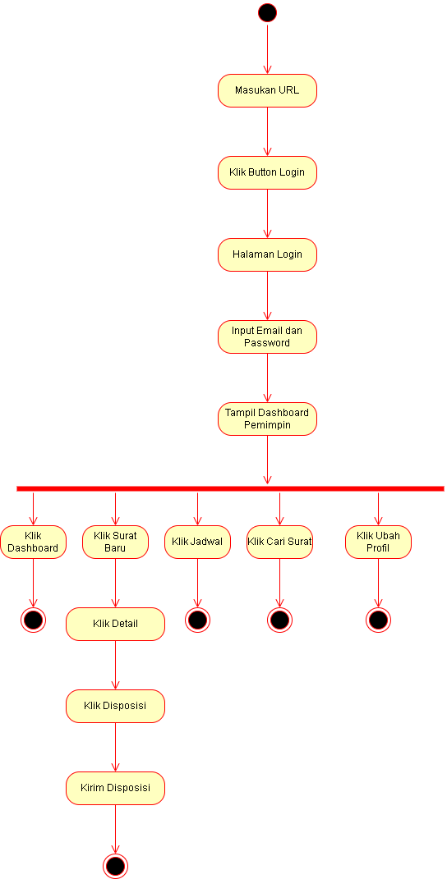 Masukan URL
Klik Button Login
Halaman Login
Input Email dan
Password
Tampil Dashboard
Pemimpin
Klik
Dashboard
Klik Surat
Baru
Klik Jadwal
Klik Cari Surat
Klik Ubah
Profil
Klik Detail
Klik Disposisi
Kirim Disposisi